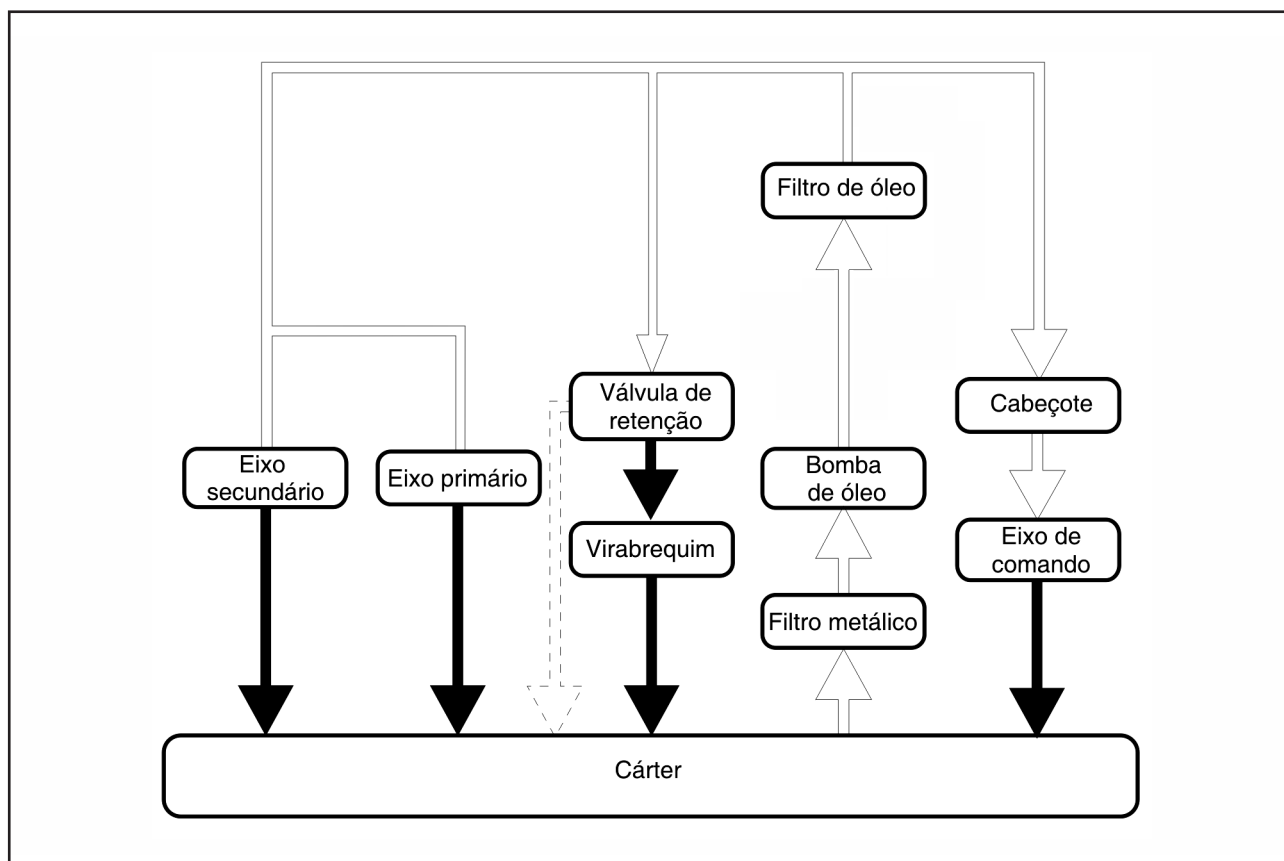 Filtro de óleo
Válvula de
retenção
Cabeçote
Eixo
secundário
Eixo primário
Bomba
de óleo
Virabrequim
Eixo de
comando
Filtro metálico
Cárter